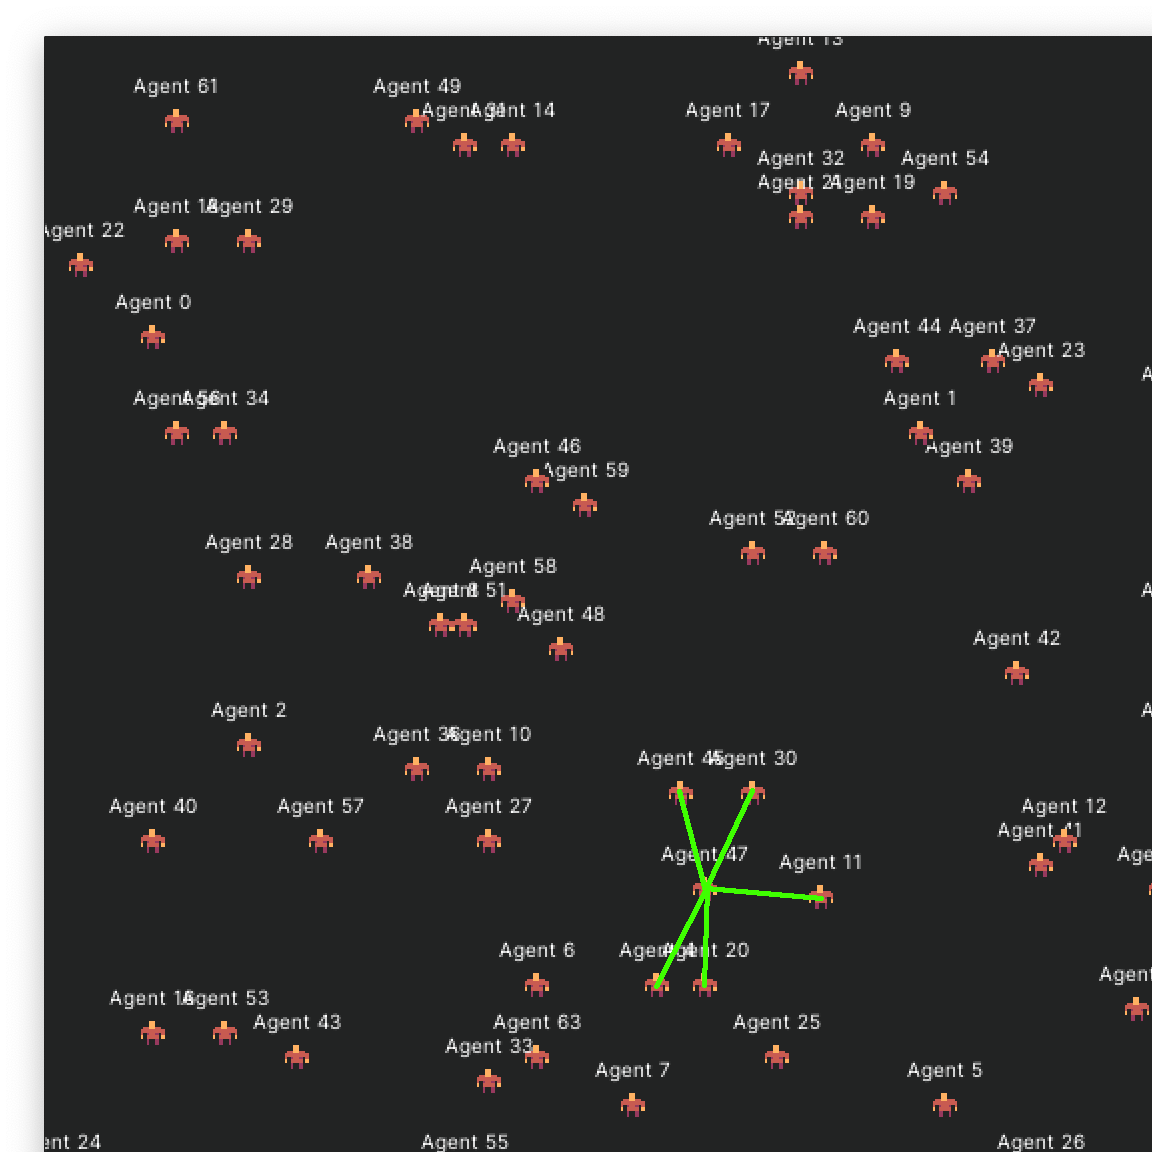 Agent 13
Agent 61
Agent 49
Agent 31
Agent 14
Agent 17
Agent 9
Agent 32
Agent 54
Agent 21
Agent 19
Agent 29
Agent 22
Agent 0
Agent 44
Agent 37
Agent 23
Agent 56
Agent 34
Agent 1
Agent 46
Agent 39
Agent 59
Agent 52
Agent 60
Agent 28
Agent 38
Agent 58
Agent 8
Agent 51
Agent 48
Agent 42
Agent 2
Agent 36
Agent 10
Agent 45
Agent 30
Agent 40
Agent 57
Agent 27
Agent 12
Agent 41
Agent 47
Agent 11
Agent 6
Agent 4
Agent 20
Agent
Agent 53
Agent 43
Agent 63
Agent 25
Agent 33
Agent 7
Agent 5
ent 24
Agent 55
Agent 26